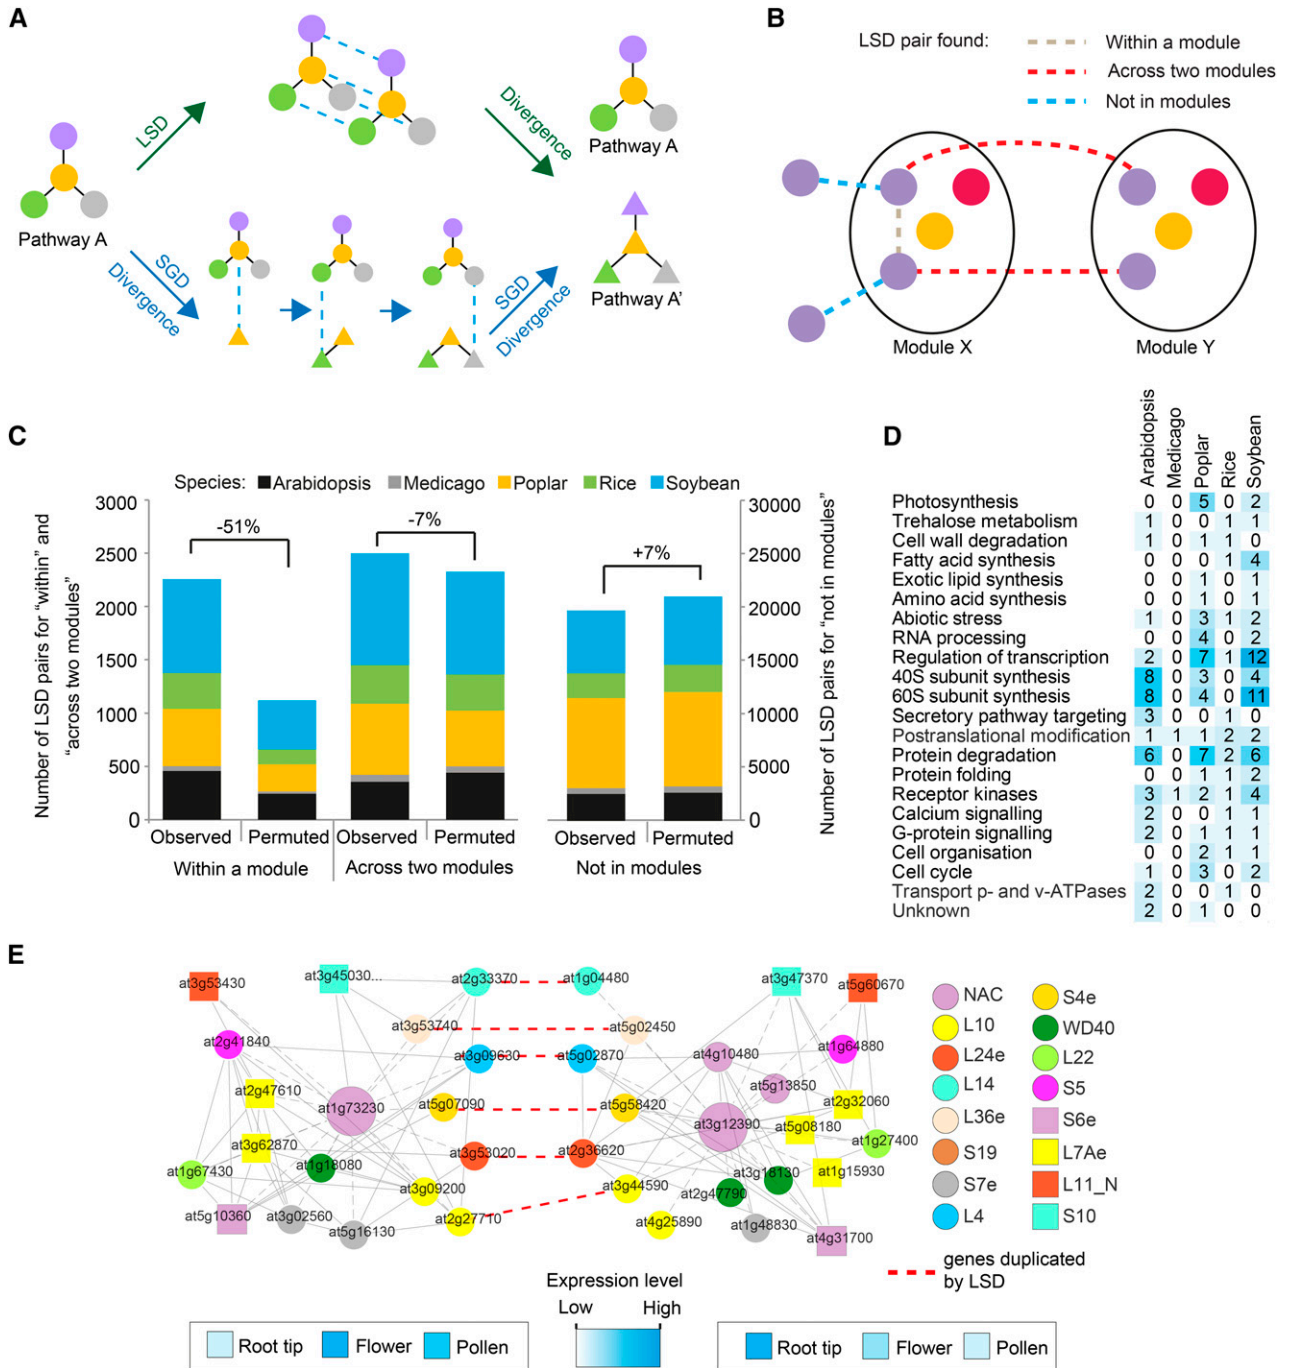 A
LSD
Divergence
Pathway A
Pathway A
SGD
Divergence
SGD
Divergence
Pathway A'
B
LSD pair found:
Within a module
Across two modules
Not in modules
Module X
Module Y
C
Species: Arabidopsis Medicago Poplar Rice Soybean
Number of LSD pairs for "within" and
"across two modules"
3000
2500
2000
1500
1000
500
0
-51%
-7%
+7%
30000
25000
20000
15000
10000
5000
0
Number of LSD pairs for "not in modules"
Observed Permuted Observed Permuted Observed Permuted
Within a module Across two modules Not in modules
D
Arabidopsis Medicago Poplar Rice Soybean
Photosynthesis 0 0 5 0 2
Trehalose metabolism 1 0 0 1 1
Cell wall degradation 1 0 1 1 0
Fatty acid synthesis 0 0 0 1 4
Exotic lipid synthesis 0 0 1 0 1
Amino acid synthesis 0 0 1 0 1
Abiotic stress 1 0 3 1 2
RNA processing 0 0 4 0 2
Regulation of transcription 2 0 7 1 12
40S subunit synthesis 8 0 3 0 4
60S subunit synthesis 8 0 4 0 11
Secretory pathway targeting 3 0 0 1 0
Postranslational modification 1 1 1 2 2
Protein degradation 6 0 7 2 6
Protein folding 0 0 1 1 2
Receptor kinases 3 1 2 1 4
Calcium signalling 2 0 0 1 1
G-protein signalling 2 0 1 1 1
Cell organisation 0 0 2 1 1
Cell cycle 1 0 3 0 2
Transport p- and v-ATPases 2 0 0 1 0
Unknown 2 0 1 0 0
E
at3g53430
at3g45030...
at2g33370
at1g04480
at3g47370
at5g60670
at3g53740
at5g02450
at2g41840
at3g09630
at5g02870
at4g10480
at1g64880
at2g47610
at1g73230
at5g07090
at5g58420
at5g13850
at2g32060
at3g12390
at5g08180
at3g62870
at1g67430
at1g18080
at3g53020
at2g36620
at1g27400
at3g18130
at1g15930
at3g09200
at3g44590
at2g47790
at5g10360
at3g02560
at5g16130
at2g27710
at4g25890
at1g48830
at4g31700
NAC
L10
L24e
L14
L36e
S19
S7e
L4
S4e
WD40
L22
S5
S6e
L7Ae
L11_N
S10
genes duplicated
by LSD
Expression level
Low High
Root tip Flower Pollen
Root tip Flower Pollen